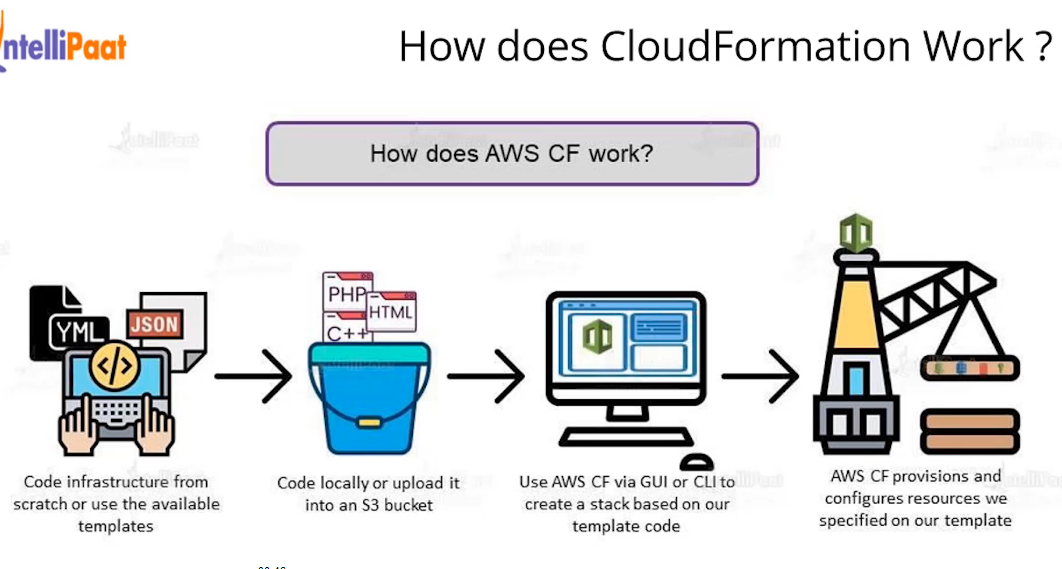 ntelliPaat
How does CloudFormation Work ?
How does AWS CF work?
YML
JSON
</>
PHP
HTML
C++
Code infrastructure from
scratch or use the available
templates
Code locally or upload it
into an S3 bucket
Use AWS CF via GUI or CLI to
create a stack based on our
template code
AWS CF provisions and
configures resources we
specified on our template